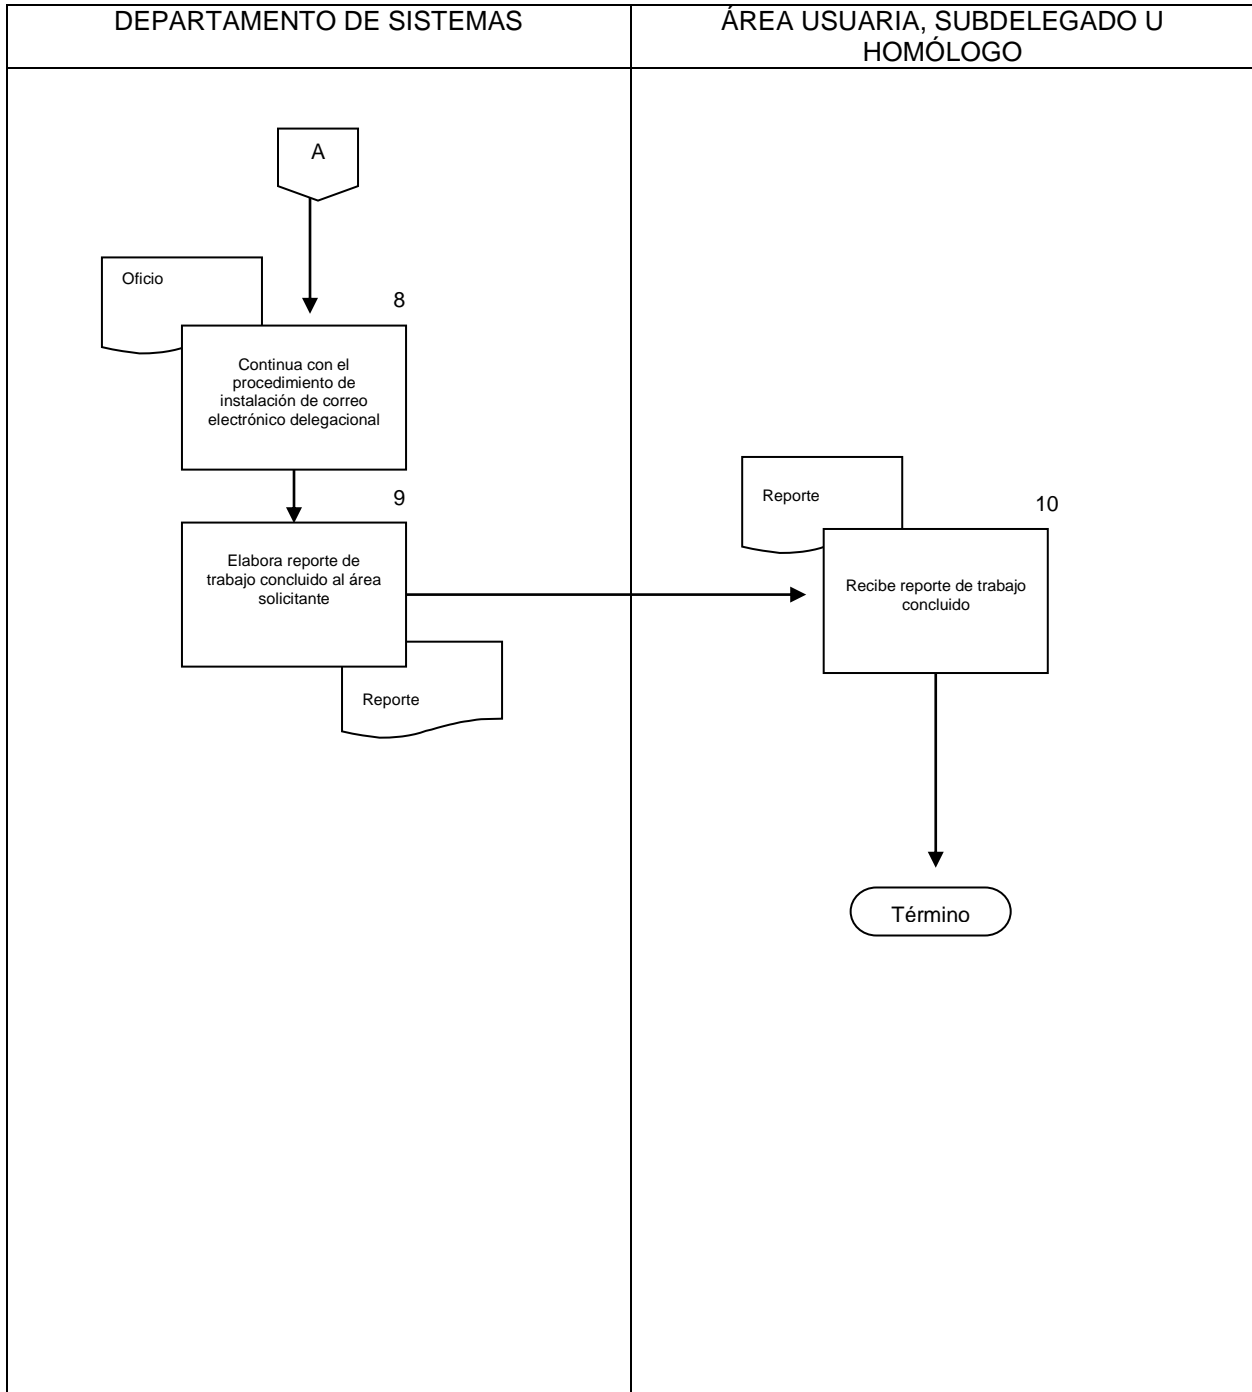 DEPARTAMENTO DE SISTEMAS
ÁREA USUARIA, SUBDELEGADO U
HOMÓLOGO
A
Oficio
8
Continua con el
procedimiento de
instalación de correo
electrónico delegacional
9
Elabora reporte de
trabajo concluido al área
solicitante
Reporte
Reporte
10
Recibe reporte de trabajo
concluido
Término